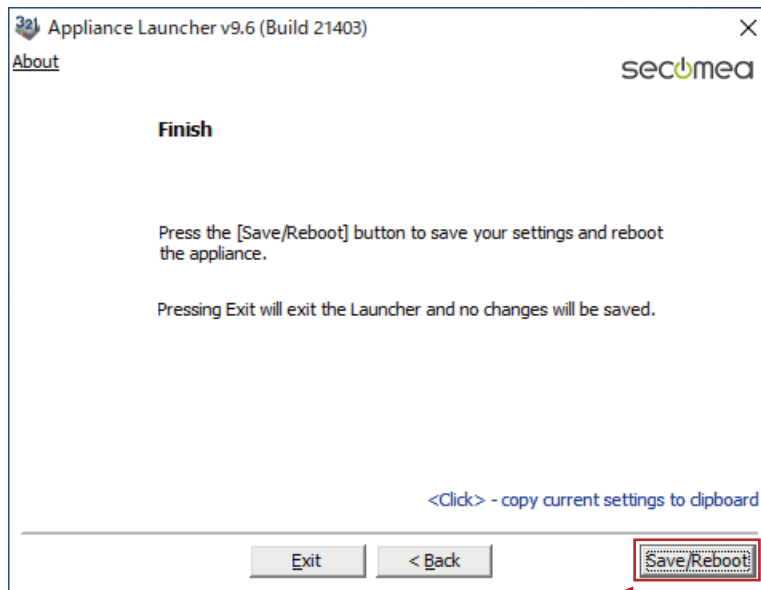 321 Appliance Launcher v9.6 (Build 21403)
About
secomea
Finish
Press the [Save/Reboot] button to save your settings and reboot
the appliance.
Pressing Exit will exit the Launcher and no changes will be saved.
<Click> - copy current settings to clipboard
Exit
< Back
Save/Reboot